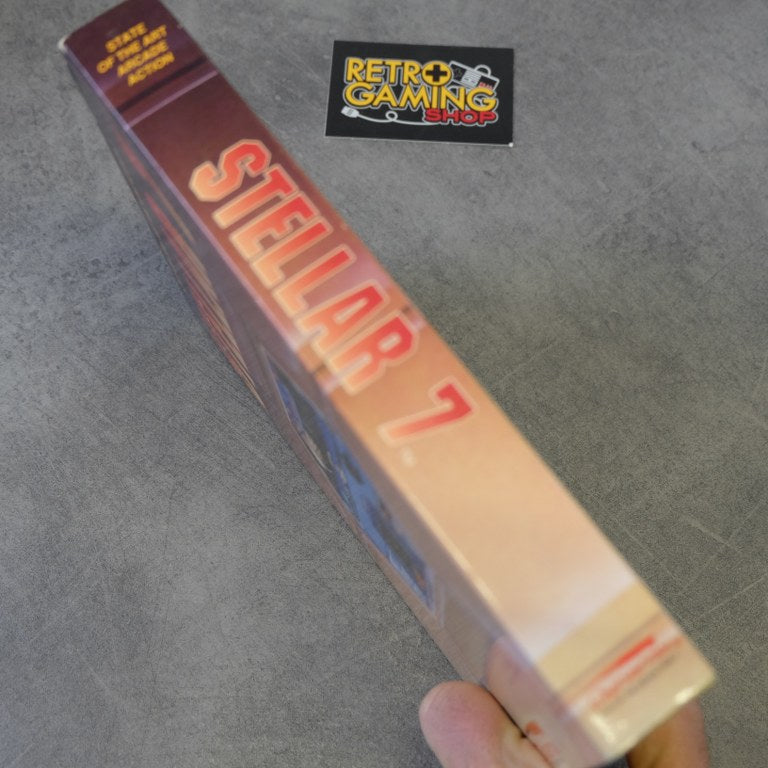 STATE
OF THE ART
ARCADE
ACTION
STELLAR 7
RETRO
GAMING
SHOP